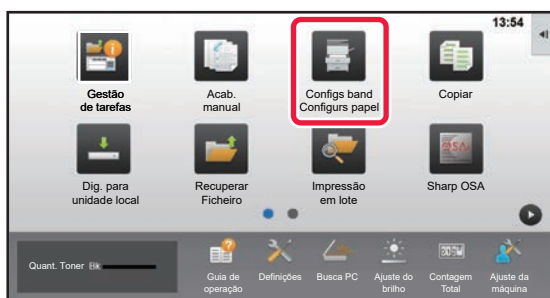 13:54
Gestão
de tarefas
Acab.
manual
Configs band
Configurs papel
Copiar
Dig. para
unidade local
Recuperar
Ficheiro
Impressão
em lote
OSA
Sharp OSA
Quant. Toner Bk
Guia de
operação
Definições
Busca PC
Ajuste do
brilho
Contagem
Total
Ajuste da
máquina